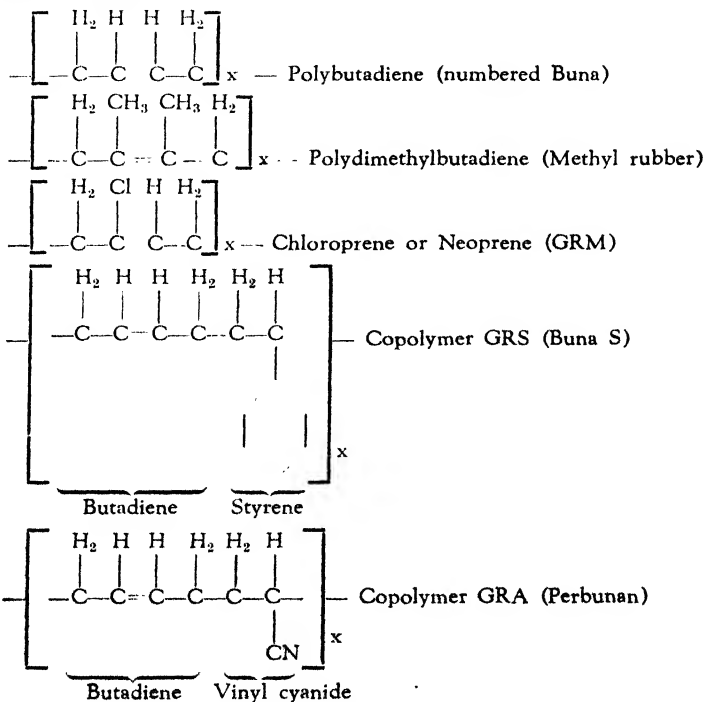 H₂ H H H₂
—C—C C—C x — Polybutadiene (numbered Buna)
H₂ CH₃ CH₃ H₂
—C—C=C—C x — Polydimethylbutadiene (Methyl rubber)
H₂ Cl H H₂
—C—C C—C x — Chloroprene or Neoprene (GRM)
H₂ H H H₂ H₂ H
—C—C—C—C—C—C — Copolymer GRS (Buna S)
x
Butadiene Styrene
H₂ H H H₂ H₂ H
—C—C=C—C—C—C— — Copolymer GRA (Perbunan)
CN x
Butadiene Vinyl cyanide